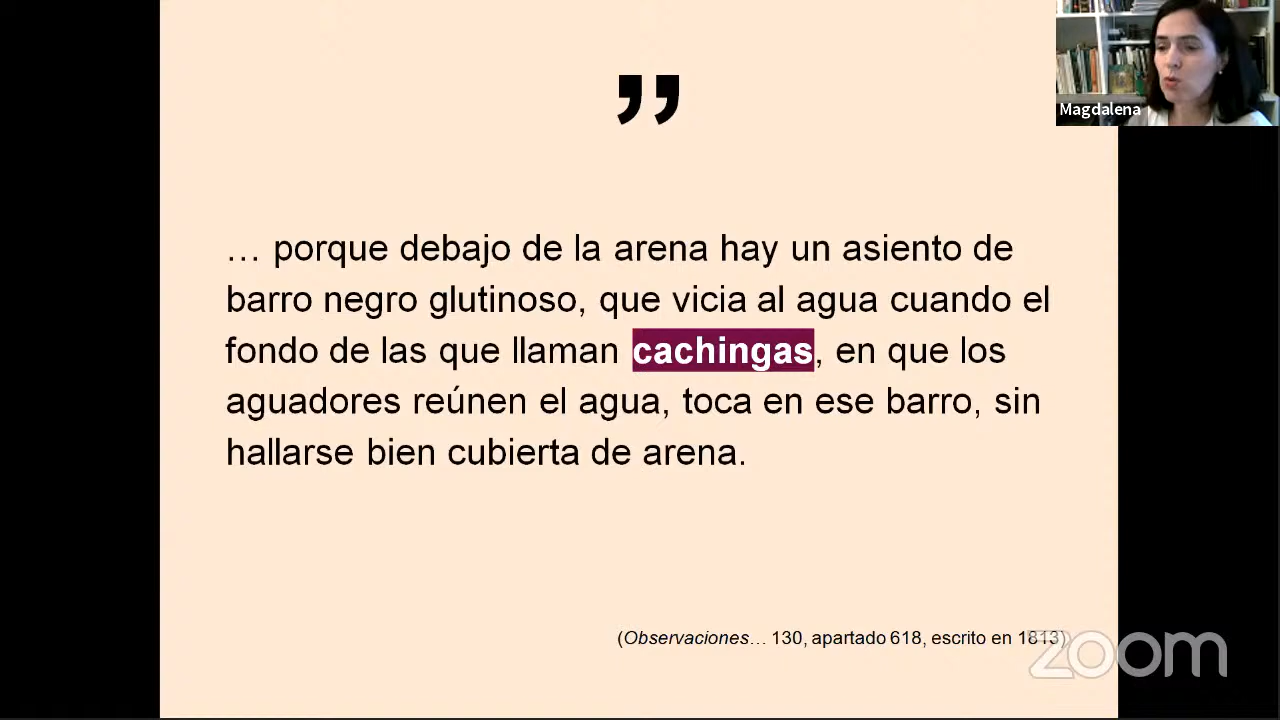 Magdalena
”
… porque debajo de la arena hay un asiento de
barro negro glutinoso, que vicia al agua cuando el
fondo de las que llaman cachingas, en que los
aguadores reúnen el agua, toca en ese barro, sin
hallarse bien cubierta de arena.
(Observaciones… 130, apartado 618, escrito en 1813)
zoom